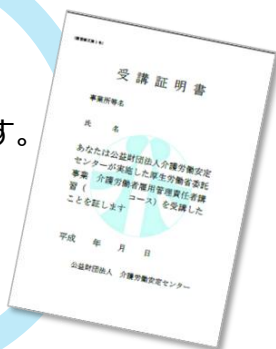 す。
受講証明書
事業所等名
氏　名
あなたは公益財団法人介護労働安定
センターが実施した厚生労働省委託
事業　介護労働者雇用管理責任者講
習（　　　　コース）を受講した
ことを証します
平成　年　月　日
公益財団法人　介護労働安定センター